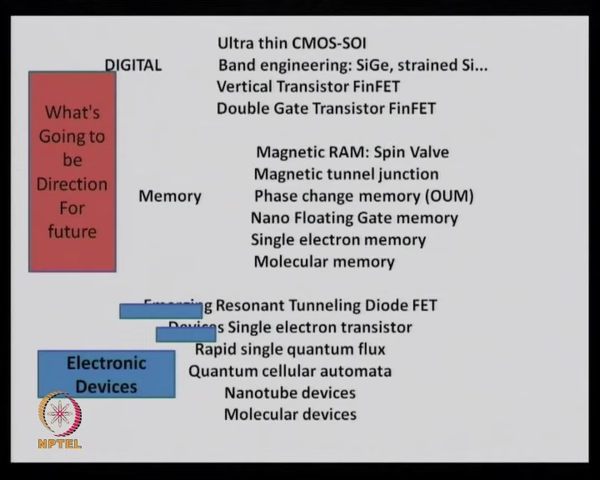 Ultra thin CMOS-SOI
DIGITAL Band engineering: SiGe, strained Si...
Vertical Transistor FinFET
Double Gate Transistor FinFET
What's
Going to
be
Direction
For
future
Magnetic RAM: Spin Valve
Magnetic tunnel junction
Memory Phase change memory (OUM)
Nano Floating Gate memory
Single electron memory
Molecular memory
Emerging Resonant Tunneling Diode FET
Devices Single electron transistor
Rapid single quantum flux
Quantum cellular automata
Nanotube devices
Molecular devices
Electronic
Devices
NPTEL